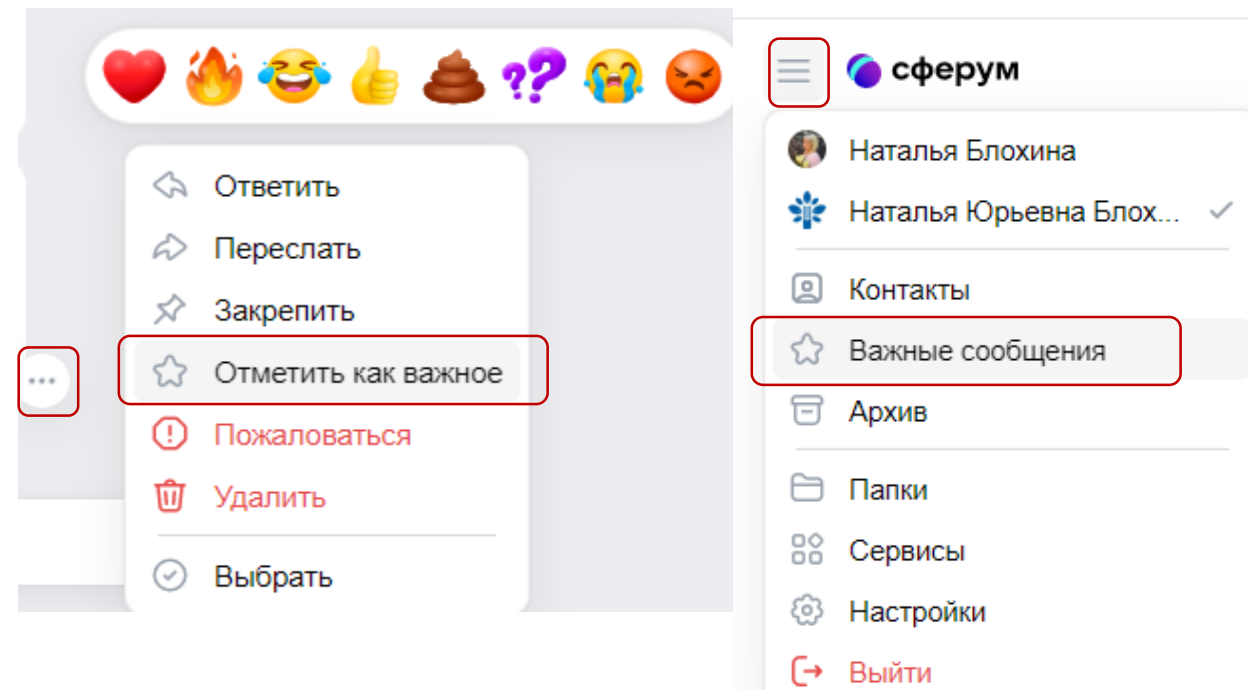 Ответить
Переслать
Закрепить
Отметить как важное
Пожаловаться
Удалить
Выбрать
сферум
Наталья Блохина
Наталья Юрьевна Блох...
Контакты
Важные сообщения
Архив
Папки
Сервисы
Настройки
Выйти